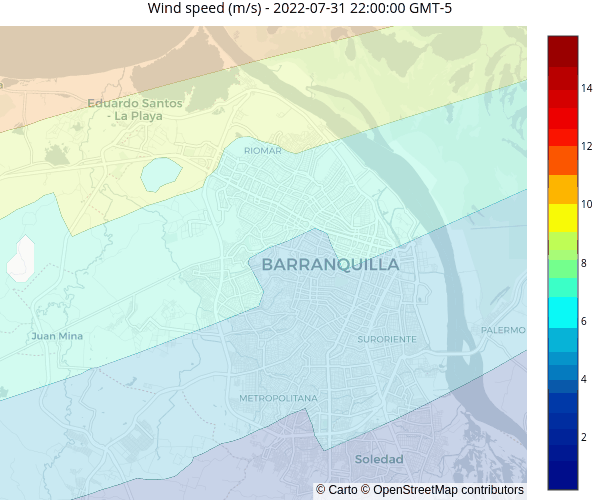 Wind speed (m/s) - 2022-07-31 22:00:00 GMT-5
Eduardo Santos
- La Playa
RIOMAR
BARRANQUILLA
Juan Mina
SURORIENTE
PALERMO
METROPOLITANA
Soledad
© Carto © OpenStreetMap contributors
14
12
10
8
6
4
2